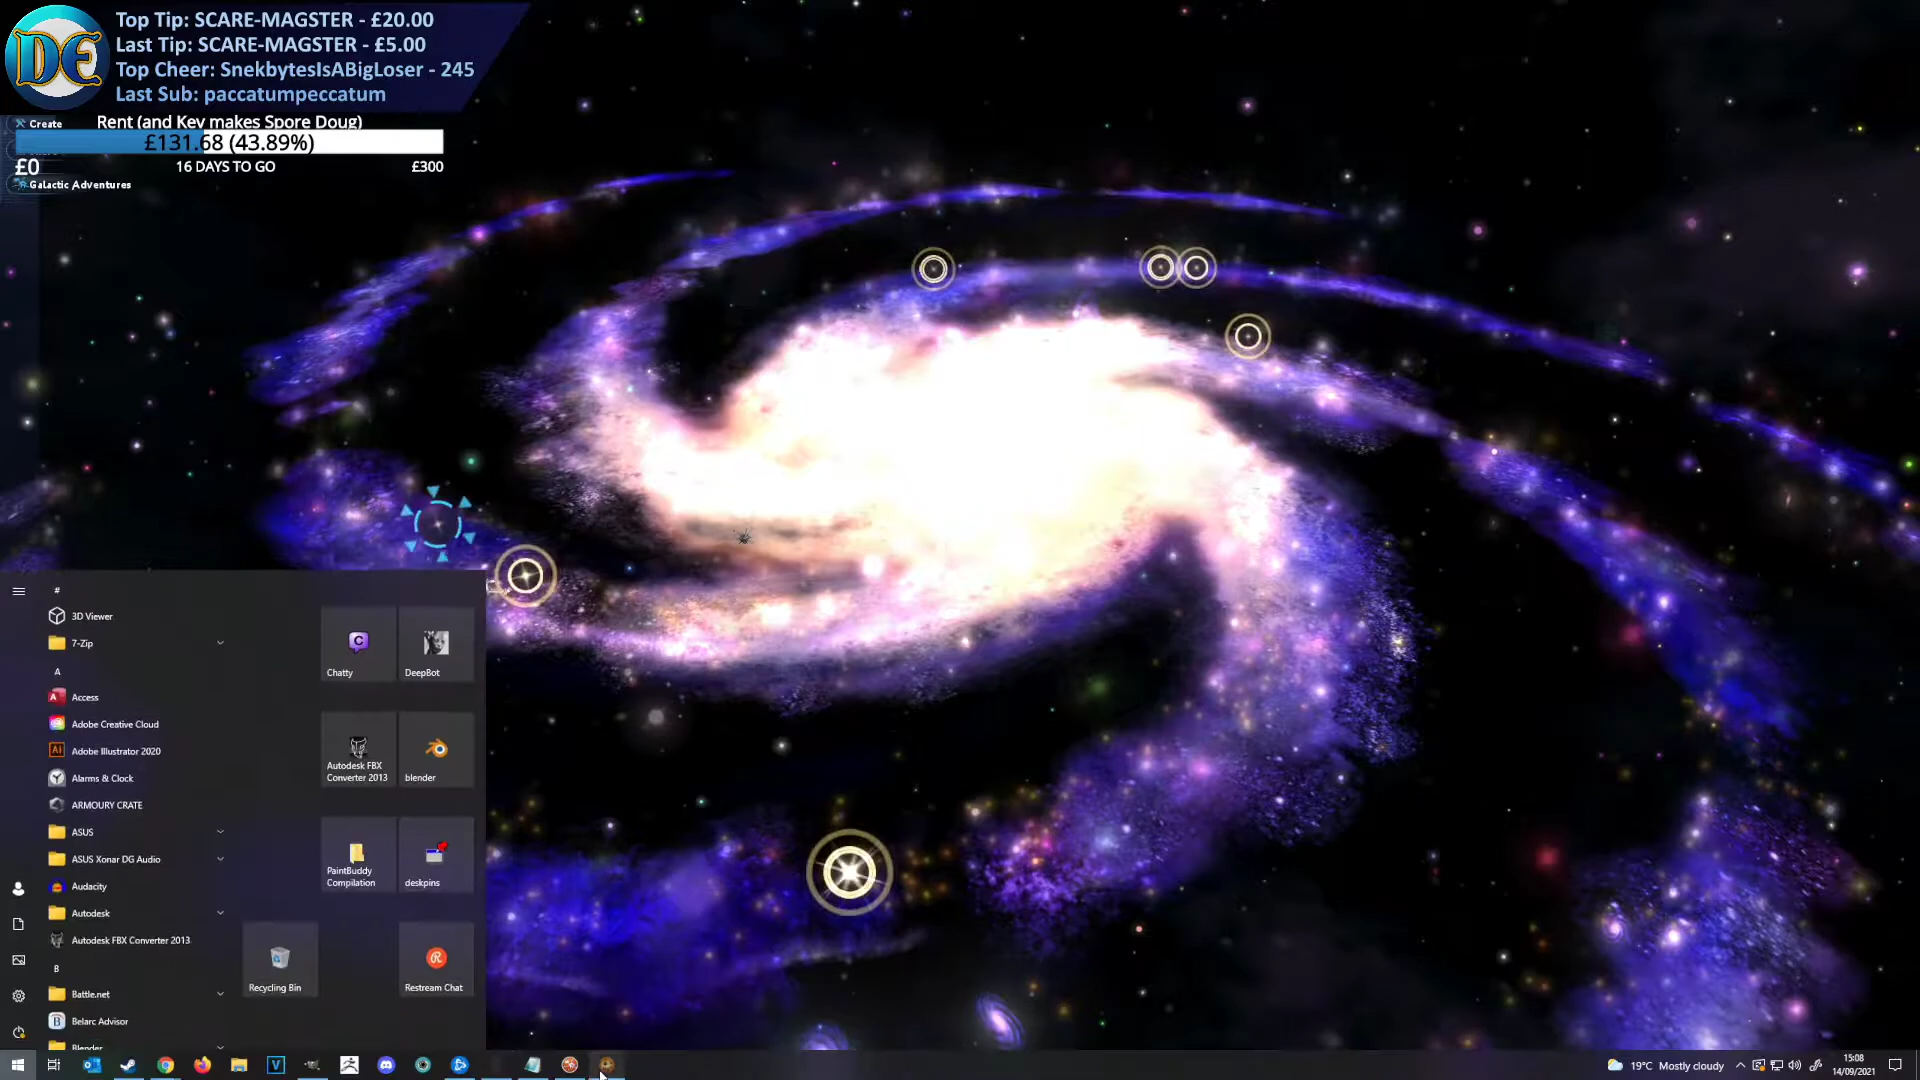 DE
Top Tip: SCARE-MAGSTER - £20.00
Last Tip: SCARE-MAGSTER - £5.00
Top Cheer: SnekbytesIsABigLoser - 245
Last Sub: paccatumpeccatum
Create
Rent (and Key makes Spore Doug)
£131.68 (43.89%)
£0
16 DAYS TO GO
£300
Galactic Adventures
#
3D Viewer
7-Zip
A
Access
Adobe Creative Cloud
Adobe Illustrator 2020
Alarms & Clock
ARMOURY CRATE
ASUS
ASUS Xonar DG Audio
Audacity
Autodesk
Autodesk FBX Converter 2013
B
Battle.net
Belarc Advisor
Blender
Chatty
DeepBot
Autodesk FBX
Converter 2013
blender
PaintBuddy
Compilation
deskpins
Recycling Bin
Restream Chat
19°C Mostly cloudy
15:08
14/09/2021